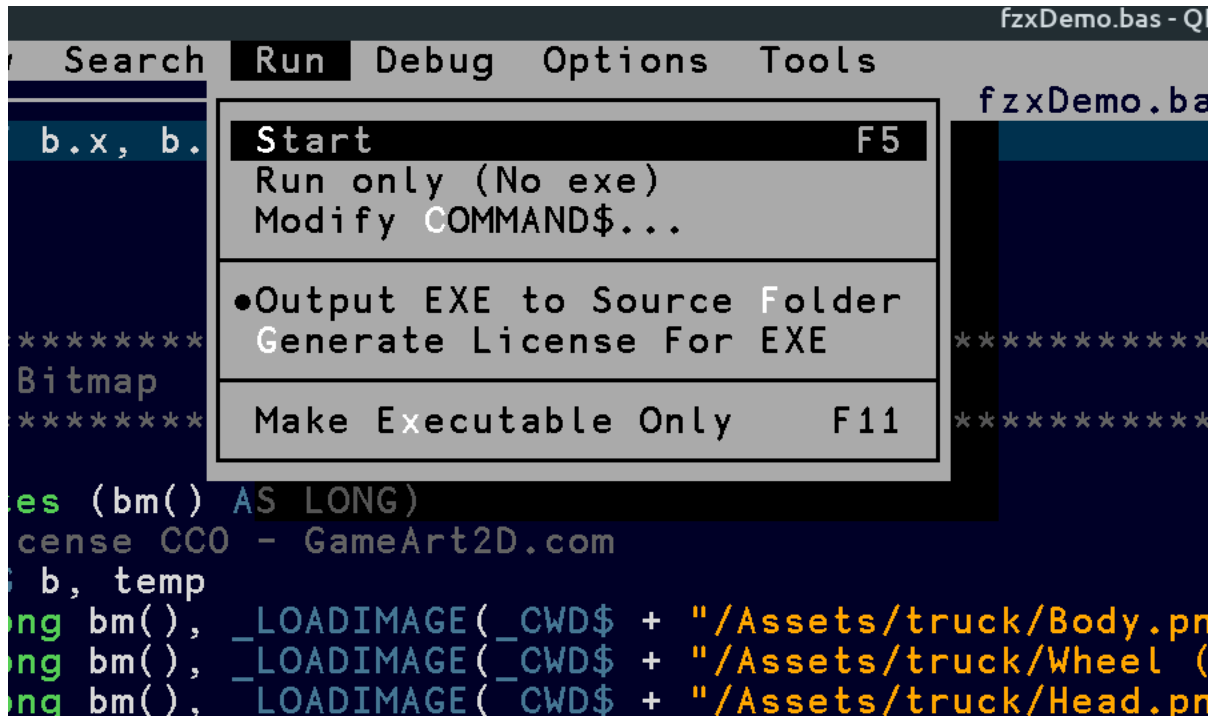 fzxDemo.bas - Q
Search Run Debug Options Tools
fzxDemo.ba
b.x, b.
Start F5
Run only (No exe)
Modify COMMAND$...
•Output EXE to Source Folder
Generate License For EXE
********* ***********
Bitmap
Make Executable Only F11
********* ***********
es (bm() AS LONG)
cense CC0 - GameArt2D.com
b, temp
ng bm(), _LOADIMAGE(_CWD$ + "/Assets/truck/Body.pn
ng bm(), _LOADIMAGE(_CWD$ + "/Assets/truck/Wheel (
ng bm(), _LOADIMAGE(_CWD$ + "/Assets/truck/Head.pn